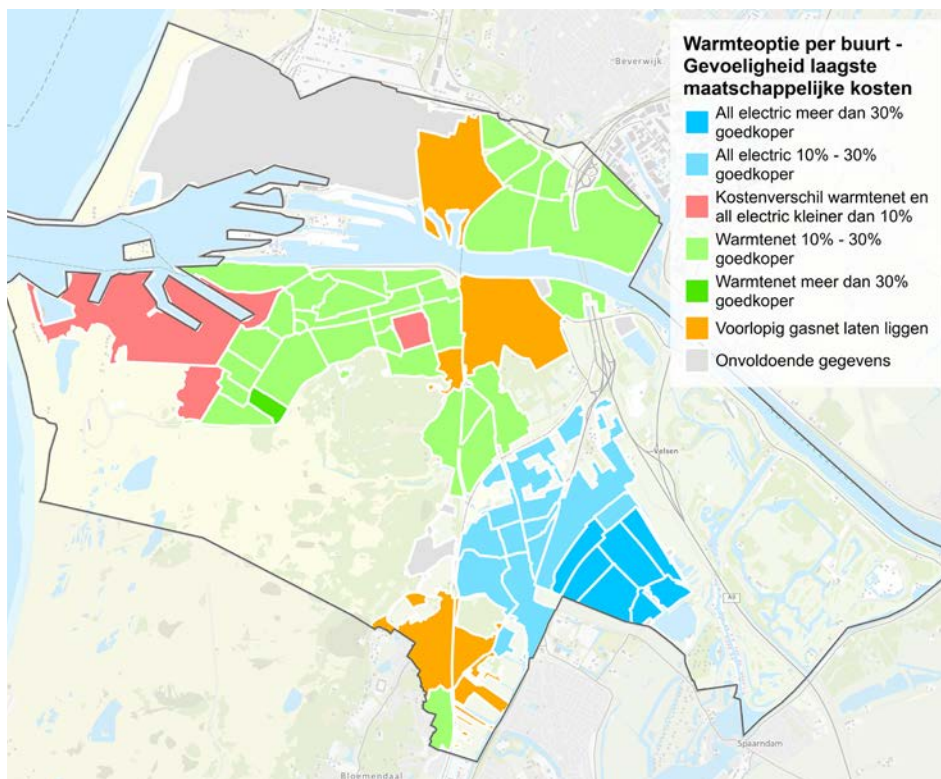 Warmteoptie per buurt -
Gevoeligheid laagste
maatschappelijke kosten
All electric meer dan 30%
goedkoper
All electric 10% - 30%
goedkoper
Kostenverschil warmtenet en
all electric kleiner dan 10%
Warmtenet 10% - 30%
goedkoper
Warmtenet meer dan 30%
goedkoper
Voorlopig gasnet laten liggen
Onvoldoende gegevens
Beverwijk
Velsen
Spaarndam
Bloemendaal